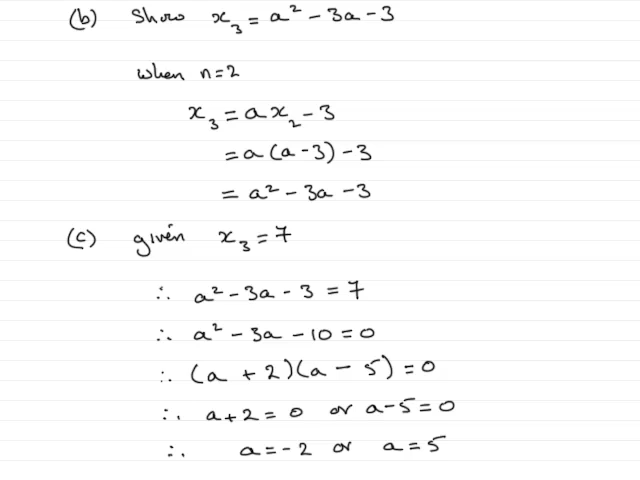 (b) Show x₃ = a² - 3a - 3
when n=2
x₃ = a x₂ - 3
= a (a - 3) - 3
= a² - 3a - 3
(c) given x₃ = 7
∴ a² - 3a - 3 = 7
∴ a² - 3a - 10 = 0
∴ (a + 2)(a - 5) = 0
∴ a + 2 = 0 or a - 5 = 0
∴ a = -2 or a = 5